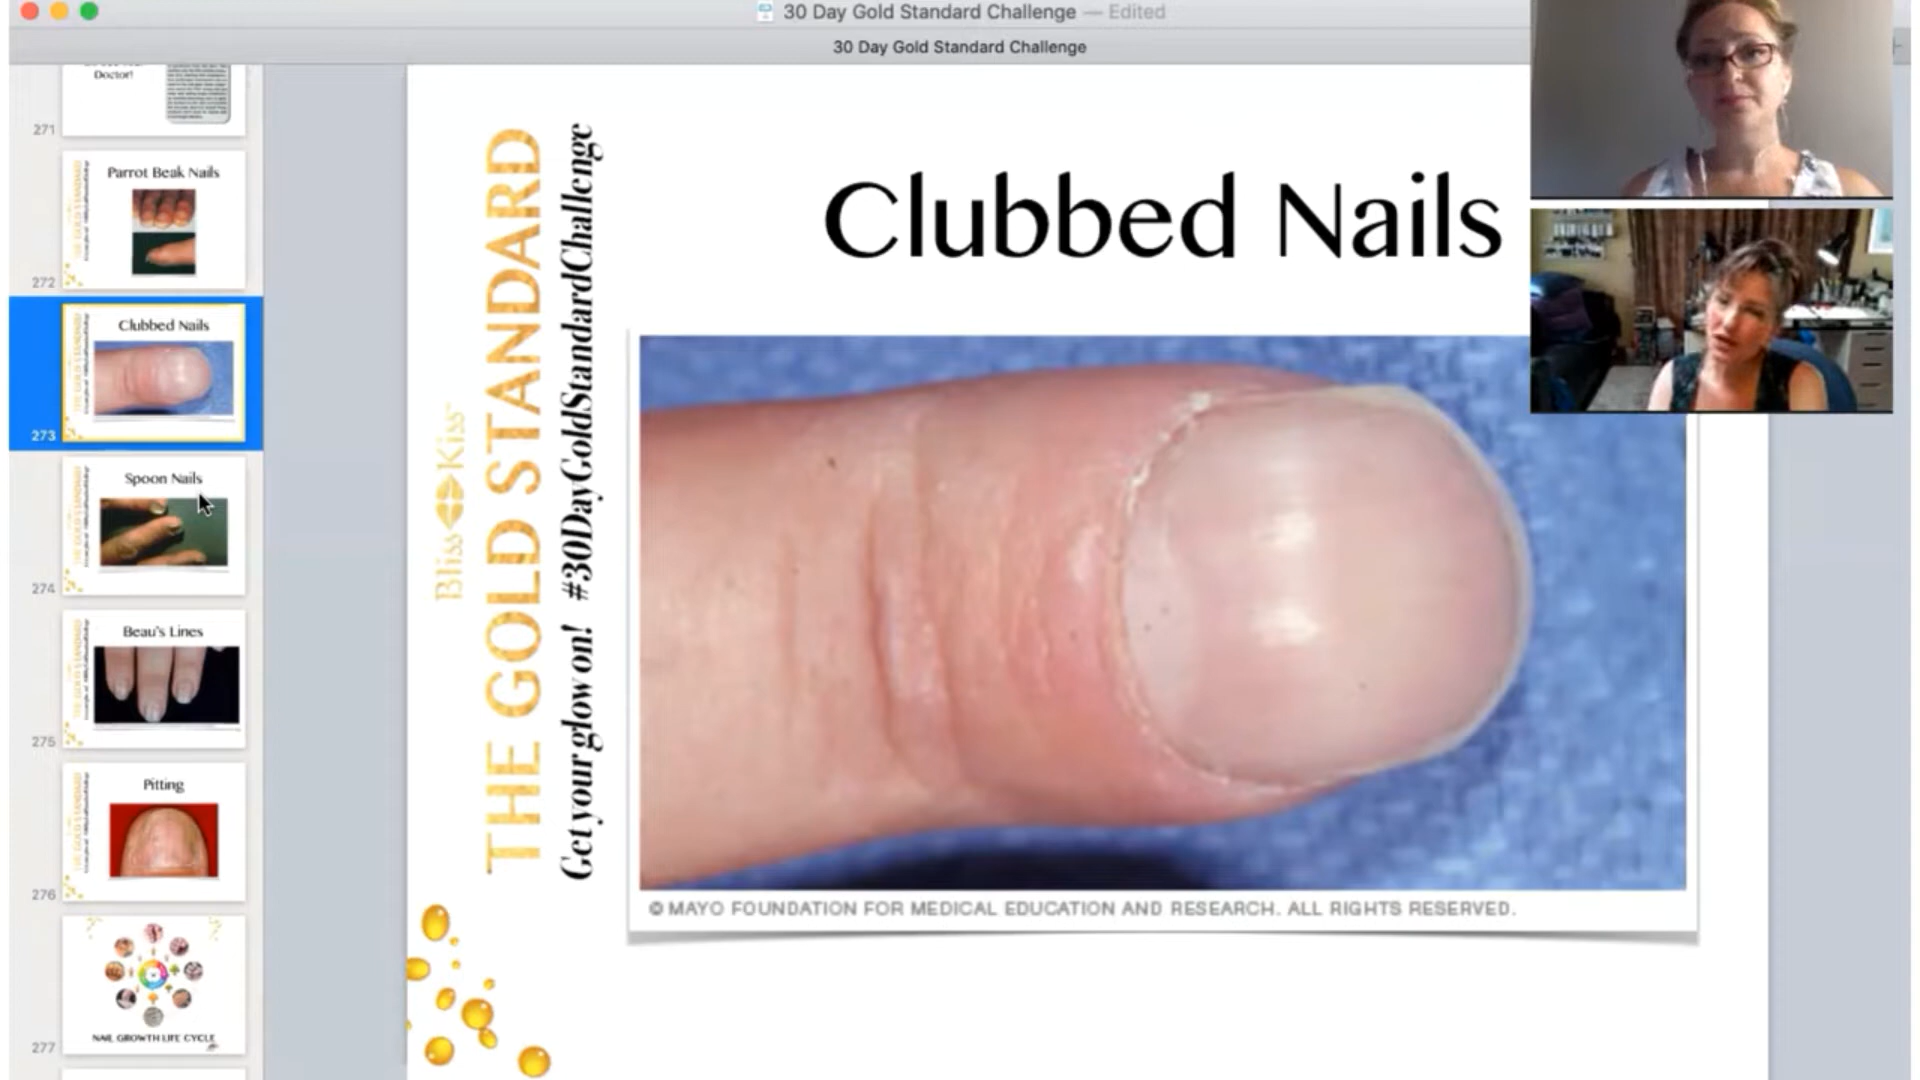 30 Day Gold Standard Challenge — Edited
30 Day Gold Standard Challenge
Doctor!
271
Parrot Beak Nails
272
Clubbed Nails
273
Spoon Nails
274
Beau's Lines
275
Pitting
276
NAIL GROWTH LIFE CYCLE
277
Bliss Kiss
THE GOLD STANDARD
Get your glow on! #30DayGoldStandardChallenge
Clubbed Nails
© MAYO FOUNDATION FOR MEDICAL EDUCATION AND RESEARCH. ALL RIGHTS RESERVED.